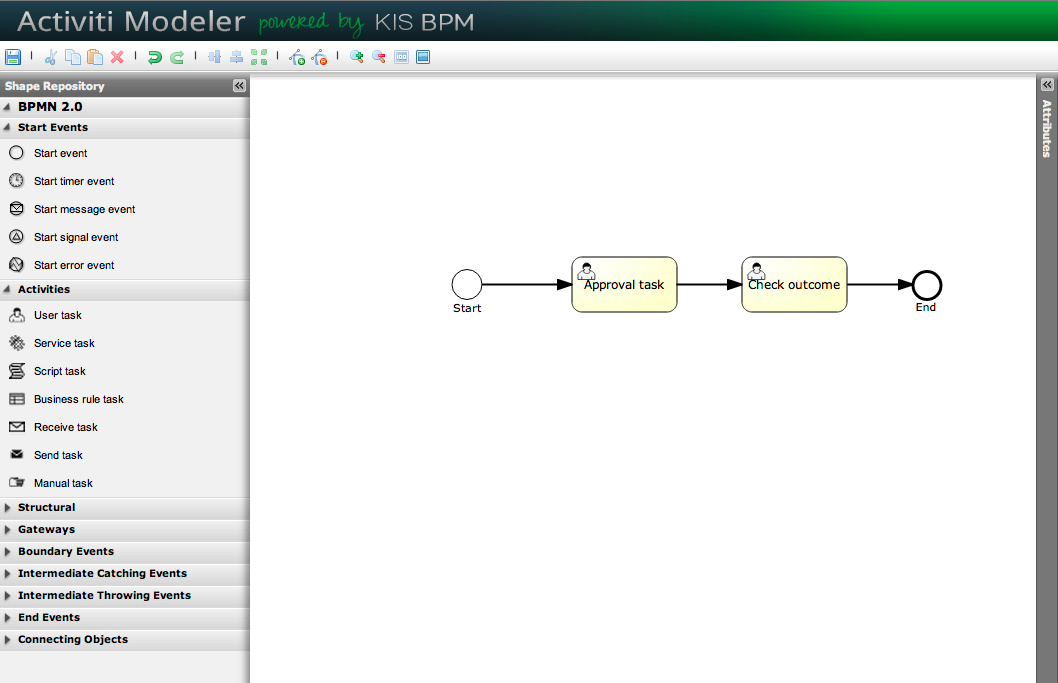 Activiti Modeler powered by KIS BPM
Shape Repository
BPMN 2.0
Start Events
Start event
Start timer event
Start message event
Start signal event
Start error event
Activities
User task
Service task
Script task
Business rule task
Receive task
Send task
Manual task
Structural
Gateways
Boundary Events
Intermediate Catching Events
Intermediate Throwing Events
End Events
Connecting Objects
Start
Approval task
Check outcome
End
Attributes